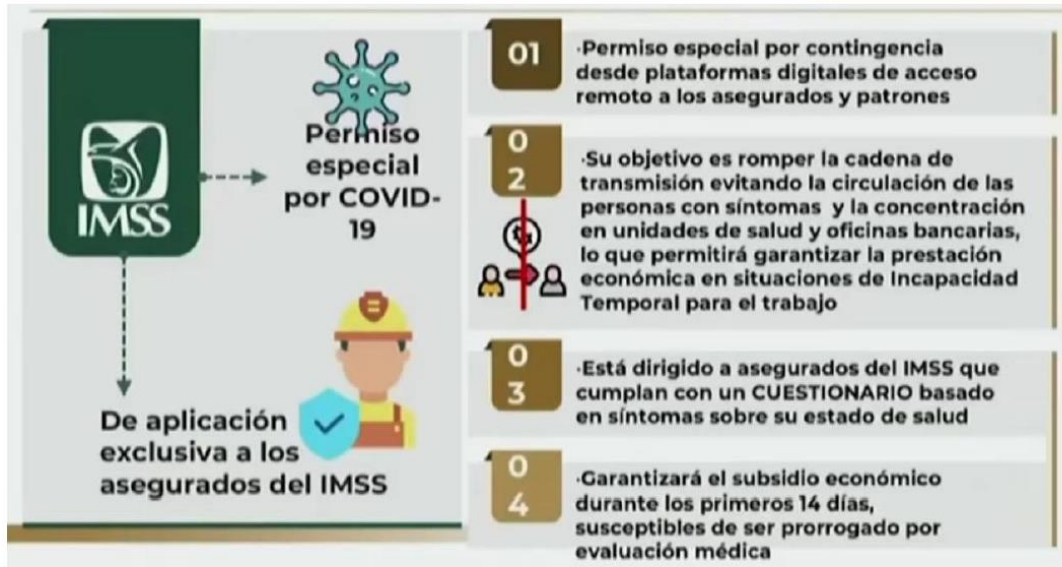 IMSS
Permiso
especial
por COVID-
19
De aplicación
exclusiva a los
asegurados del IMSS
01
·Permiso especial por contingencia
desde plataformas digitales de acceso
remoto a los asegurados y patrones
0
2
·Su objetivo es romper la cadena de
transmisión evitando la circulación de las
personas con síntomas y la concentración
en unidades de salud y oficinas bancarias,
lo que permitirá garantizar la prestación
económica en situaciones de Incapacidad
Temporal para el trabajo
0
3
·Está dirigido a asegurados del IMSS que
cumplan con un CUESTIONARIO basado
en síntomas sobre su estado de salud
0
4
·Garantizará el subsidio económico
durante los primeros 14 días,
susceptibles de ser prorrogado por
evaluación médica